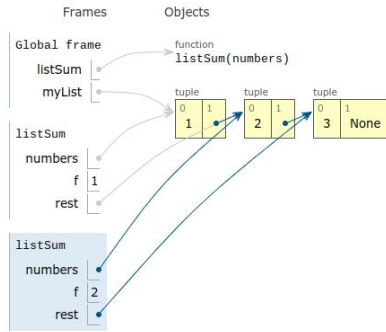 Frames Objects
Global frame
listSum
myList
function
listSum(numbers)
tuple tuple tuple
0 1 0 1 0 1
1 2 3 None
listSum
numbers
f 1
rest
listSum
numbers
f 2
rest